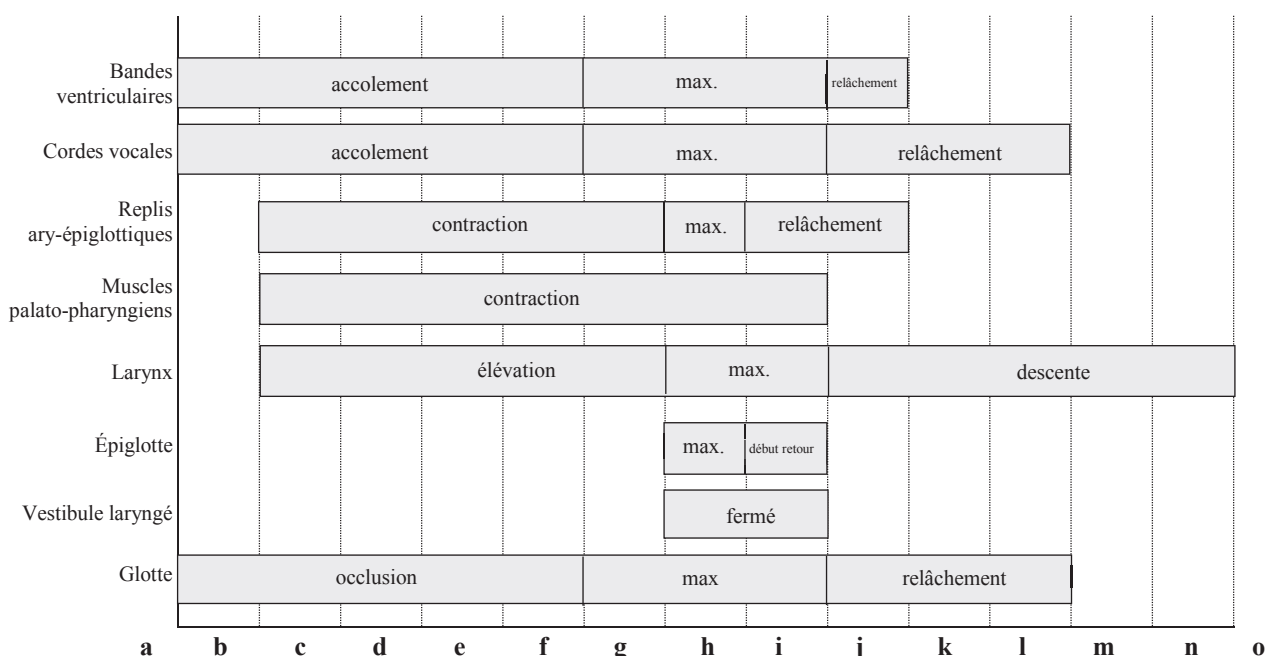 Bandes
ventriculaires
accolement
max.
relâchement
Cordes vocales
accolement
max.
relâchement
Replis
ary-épiglottiques
contraction
max.
relâchement
Muscles
palato-pharyngiens
contraction
Larynx
élévation
max.
descente
Épiglotte
max.
début retour
Vestibule laryngé
fermé
Glotte
occlusion
max
relâchement
a b c d e f g h i j k l m n o